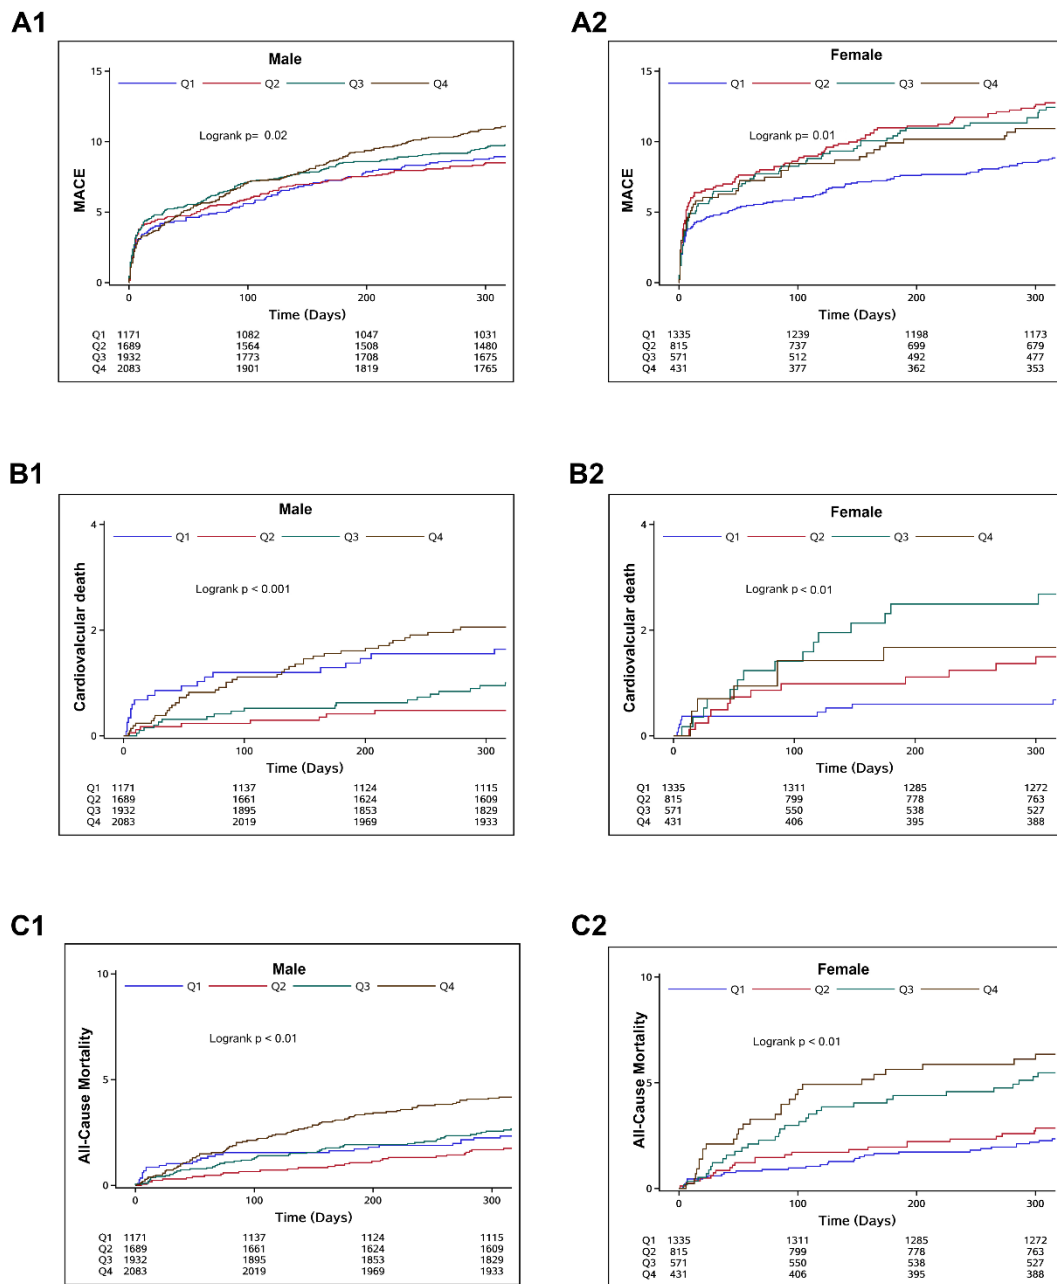 A1
Male
Q1 Q2 Q3 Q4
Logrank p= 0.02
MACE
15
10
5
0
0 100 200 300
Time (Days)
Q1 1171 1082 1047 1031
Q2 1689 1564 1508 1480
Q3 1932 1773 1708 1675
Q4 2083 1901 1819 1765
A2
Female
Q1 Q2 Q3 Q4
Logrank p= 0.01
MACE
15
10
5
0
0 100 200 300
Time (Days)
Q1 1335 1239 1198 1173
Q2 815 737 699 679
Q3 571 512 492 477
Q4 431 377 362 353
B1
Male
Q1 Q2 Q3 Q4
Logrank p < 0.001
Cardiovalcular death
4
2
0
0 100 200 300
Time (Days)
Q1 1171 1137 1124 1115
Q2 1689 1661 1624 1609
Q3 1932 1895 1853 1829
Q4 2083 2019 1969 1933
B2
Female
Q1 Q2 Q3 Q4
Logrank p < 0.01
Cardiovalcular death
4
2
0
0 100 200 300
Time (Days)
Q1 1335 1311 1285 1272
Q2 815 799 778 763
Q3 571 550 538 527
Q4 431 406 395 388
C1
Male
Q1 Q2 Q3 Q4
Logrank p < 0.01
All-Cause Mortality
10
5
0
0 100 200 300
Time (Days)
Q1 1171 1137 1124 1115
Q2 1689 1661 1624 1609
Q3 1932 1895 1853 1829
Q4 2083 2019 1969 1933
C2
Female
Q1 Q2 Q3 Q4
Logrank p < 0.01
All-Cause Mortality
10
5
0
0 100 200 300
Time (Days)
Q1 1335 1311 1285 1272
Q2 815 799 778 763
Q3 571 550 538 527
Q4 431 406 395 388